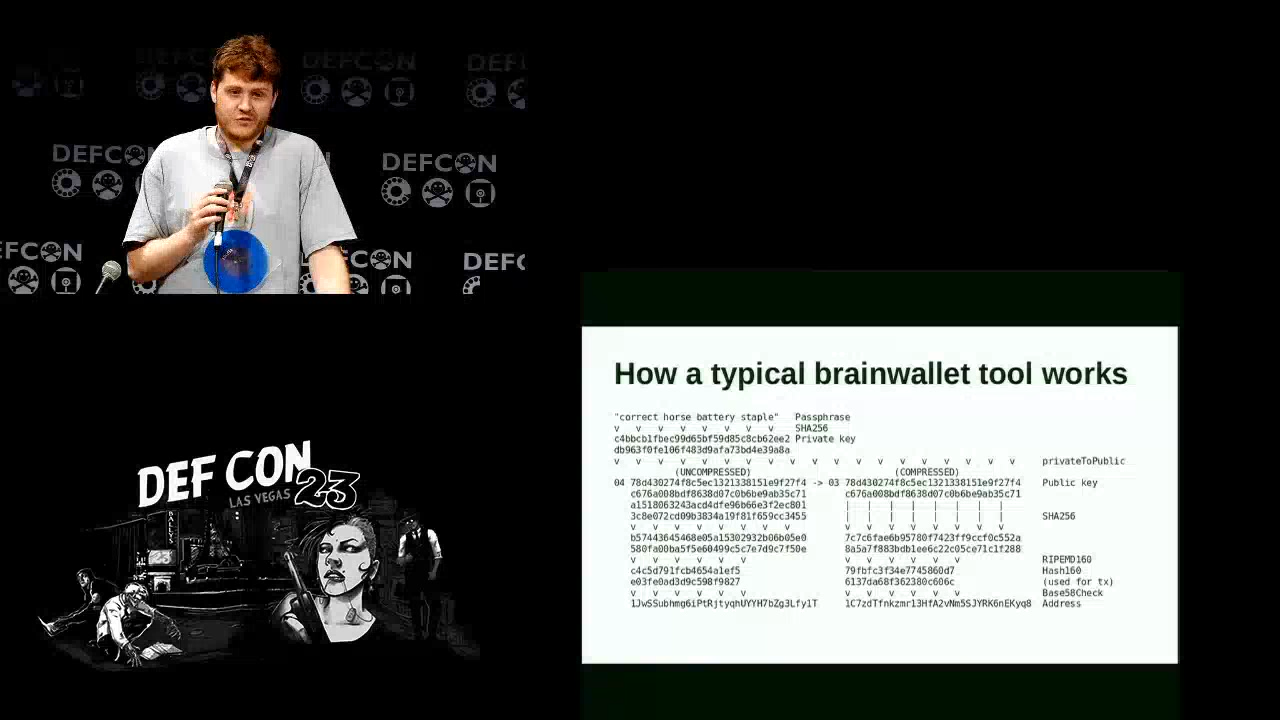 DEFCON
DEFCON
DEFCON
How a typical brainwallet tool works
"correct horse battery staple" Passphrase
v v v v v v v v SHA256
c4bbcb1fbec99d65bf59d85c8cb62ee2 Private key
db963f0fe106f483d9afa73bd4e39a8a
v v v v v v v v v v v v v v v v v v v privateToPublic
(UNCOMPRESSED) (COMPRESSED)
04 78d430274f8c5ec1321338151e9f27f4 -> 03 78d430274f8c5ec1321338151e9f27f4 Public key
c676a008bdf8638d07c0b6be9ab35c71 c676a008bdf8638d07c0b6be9ab35c71
a1518063243acd4dfe96b66e3f2ec801 | | | | | | | |
3c8e072cd09b3834a19f81f659cc3455 | | | | | | | | SHA256
v v v v v v v v v v v v v v v v
b57443645468e05a15302932b06b05e0 7c7c6fae6b95780f7423ff9ccf0c552a
580fa00ba5f5e60499c5c7e7d9c7f50e 8a5a7f883bdb1ee6c22c05ce71c1f288
v v v v v v v v v v v v RIPEMD160
c4c5d791fcb4654a1ef5 79fbfc3f34e7745860d7 Hash160
e03fe0ad3d9c598f9827 6137da68f362380c606c (used for tx)
v v v v v v v v v v v v Base58Check
1JwSSubhmg6iPtRjtyqhUYYH7bZg3Lfy1T 1C7zdTfnkzmr13HfA2vNm5SJYRK6nEKyq8 Address
DEF CON
LAS VEGAS 23